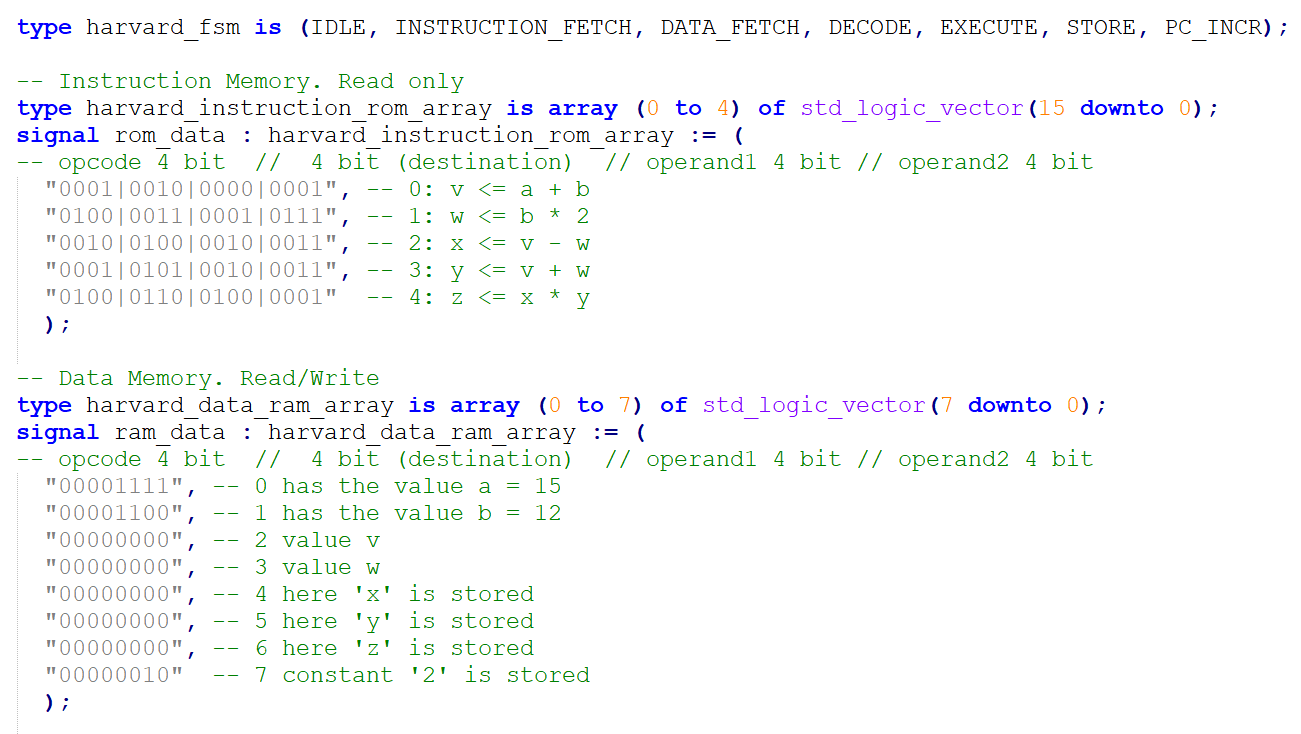 type harvard_fsm is (IDLE, INSTRUCTION_FETCH, DATA_FETCH, DECODE, EXECUTE, STORE, PC_INCR);
-- Instruction Memory. Read only
type harvard_instruction_rom_array is array (0 to 4) of std_logic_vector(15 downto 0);
signal rom_data : harvard_instruction_rom_array := (
-- opcode 4 bit  //  4 bit (destination)  // operand1 4 bit // operand2 4 bit
"0001|0010|0000|0001", -- 0: v <= a + b
"0100|0011|0001|0111", -- 1: w <= b * 2
"0010|0100|0010|0011", -- 2: x <= v - w
"0001|0101|0010|0011", -- 3: y <= v + w
"0100|0110|0100|0001"  -- 4: z <= x * y
);
-- Data Memory. Read/Write
type harvard_data_ram_array is array (0 to 7) of std_logic_vector(7 downto 0);
signal ram_data : harvard_data_ram_array := (
-- opcode 4 bit  //  4 bit (destination)  // operand1 4 bit // operand2 4 bit
"00001111", -- 0 has the value a = 15
"00001100", -- 1 has the value b = 12
"00000000", -- 2 value v
"00000000", -- 3 value w
"00000000", -- 4 here 'x' is stored
"00000000", -- 5 here 'y' is stored
"00000000", -- 6 here 'z' is stored
"00000010"  -- 7 constant '2' is stored
);